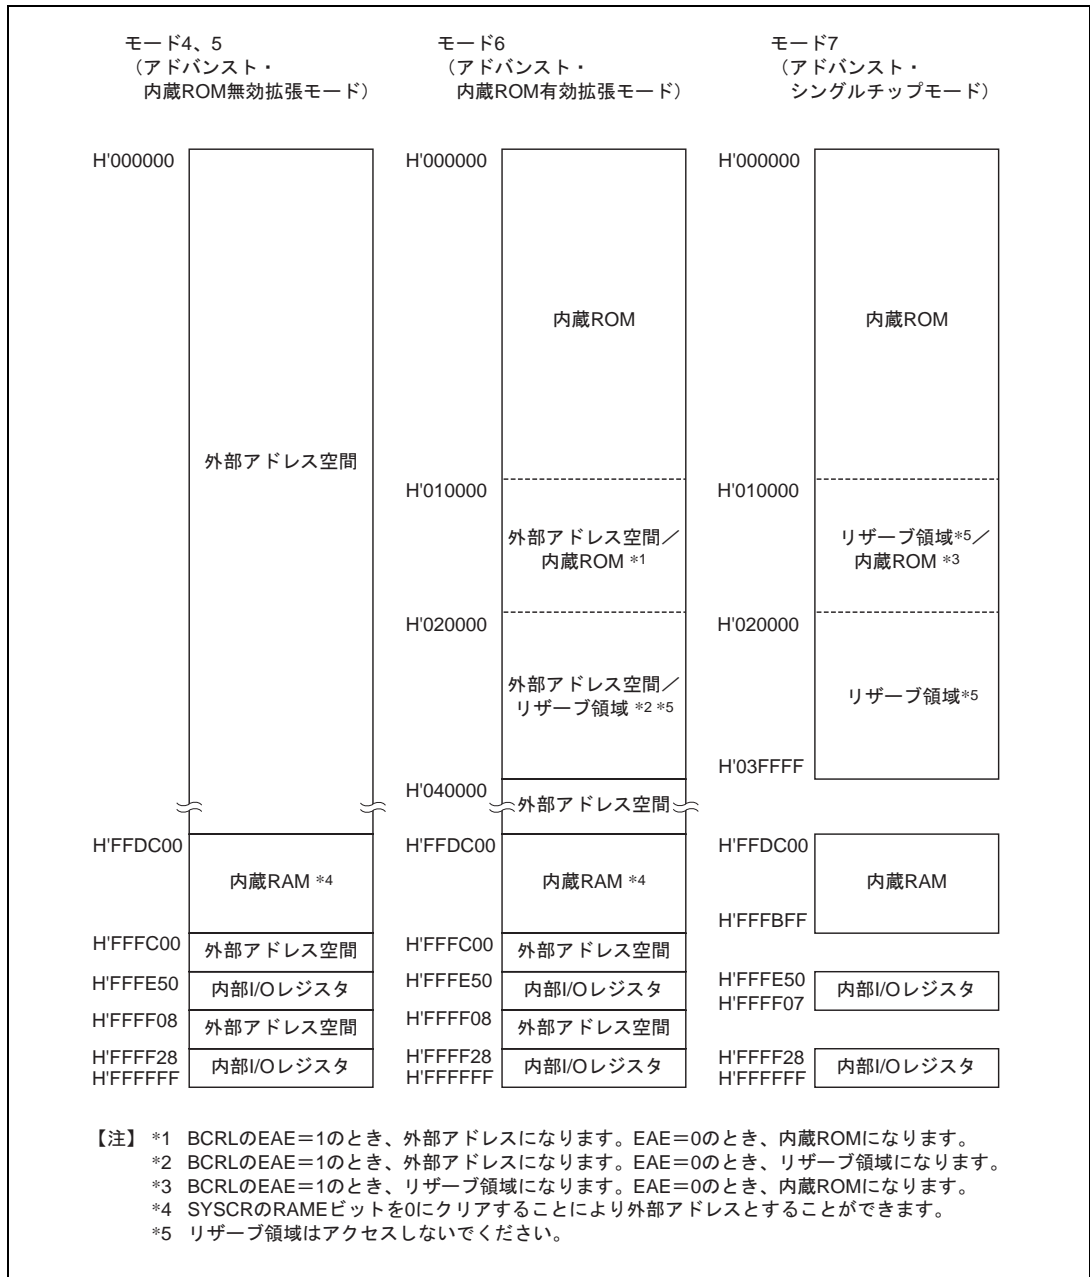 モード4、5
（アドバンスト・
内蔵ROM無効拡張モード）
H'000000
外部アドレス空間
H'FFDC00
内蔵RAM *4
H'FFFC00
外部アドレス空間
H'FFFE50
内部I/Oレジスタ
H'FFFF08
外部アドレス空間
H'FFFF28
内部I/Oレジスタ
H'FFFFFF
モード6
（アドバンスト・
内蔵ROM有効拡張モード）
H'000000
内蔵ROM
H'010000
外部アドレス空間／
内蔵ROM *1
H'020000
外部アドレス空間／
リザーブ領域 *2 *5
H'040000
外部アドレス空間
H'FFDC00
内蔵RAM *4
H'FFFC00
外部アドレス空間
H'FFFE50
内部I/Oレジスタ
H'FFFF08
外部アドレス空間
H'FFFF28
内部I/Oレジスタ
H'FFFFFF
モード7
（アドバンスト・
シングルチップモード）
H'000000
内蔵ROM
H'010000
リザーブ領域*5／
内蔵ROM *3
H'020000
リザーブ領域*5
H'03FFFF
H'FFDC00
内蔵RAM
H'FFFBFF
H'FFFE50
内部I/Oレジスタ
H'FFFF07
H'FFFF28
内部I/Oレジスタ
H'FFFFFF
【注】 *1 BCRLのEAE＝1のとき、外部アドレスになります。EAE＝0のとき、内蔵ROMになります。
*2 BCRLのEAE＝1のとき、外部アドレスになります。EAE＝0のとき、リザーブ領域になります。
*3 BCRLのEAE＝1のとき、リザーブ領域になります。EAE＝0のとき、内蔵ROMになります。
*4 SYSCRのRAMEビットを0にクリアすることにより外部アドレスとすることができます。
*5 リザーブ領域はアクセスしないでください。